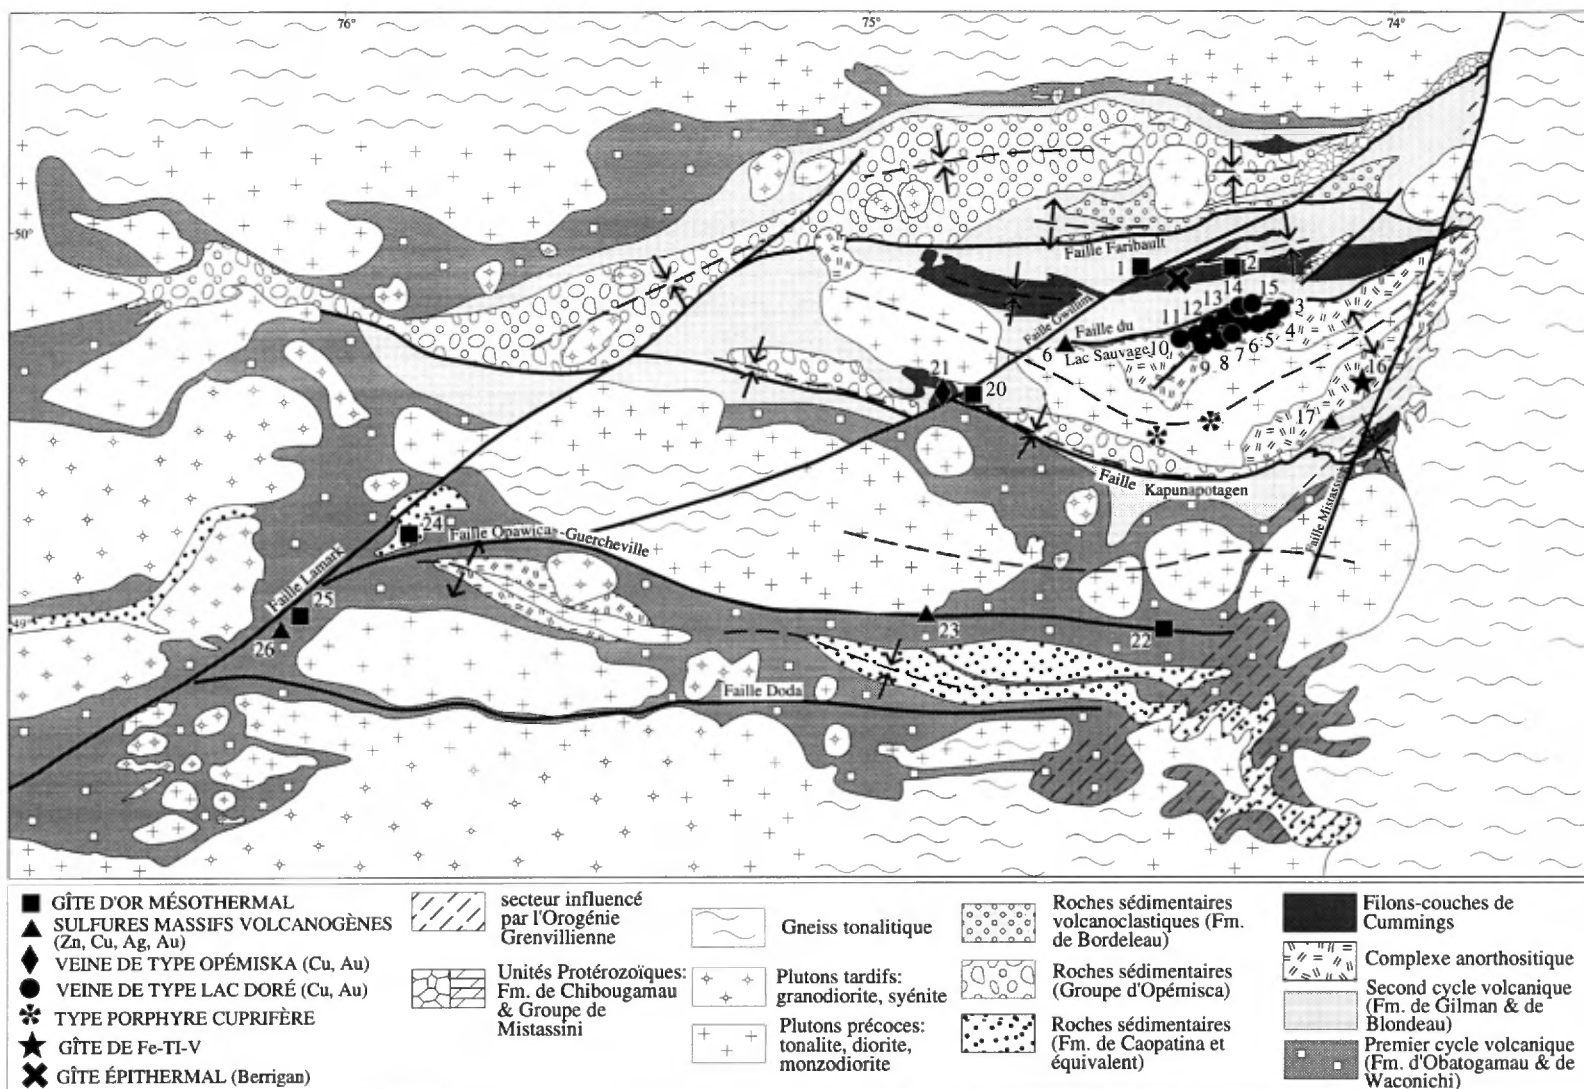 76°
75°
74°
50°
Faille Faribault
1
2
14
15
13
12
11
3
4
Faille Gwillim
Faille du
Lac Sauvage
6
10
5
6
7
8
9
16
21
20
17
Faille Kapunapotagen
Faille Mistassini
24
Faille Opawica-Guercheville
Faille Lamark
25
49°
26
23
22
Faille Doda
GÎTE D'OR MÉSOTHERMAL
SULFURES MASSIFS VOLCANOGÈNES
(Zn, Cu, Ag, Au)
VEINE DE TYPE OPÉMISKA (Cu, Au)
VEINE DE TYPE LAC DORÉ (Cu, Au)
TYPE PORPHYRE CUPRIFÈRE
GÎTE DE Fe-TI-V
GÎTE ÉPITHERMAL (Berrigan)
secteur influencé
par l'Orogénie
Grenvillienne
Unités Protérozoïques:
Fm. de Chibougamau
& Groupe de
Mistassini
Gneiss tonalitique
Plutons tardifs:
granodiorite, syénite
Plutons précoces:
tonalite, diorite,
monzodiorite
Roches sédimentaires
volcanoclastiques (Fm.
de Bordeleau)
Roches sédimentaires
(Groupe d'Opémisca)
Roches sédimentaires
(Fm. de Caopatina et
équivalent)
Filons-couches de
Cummings
Complexe anorthositique
Second cycle volcanique
(Fm. de Gilman & de
Blondeau)
Premier cycle volcanique
(Fm. d'Obatogamau & de
Waconichi)